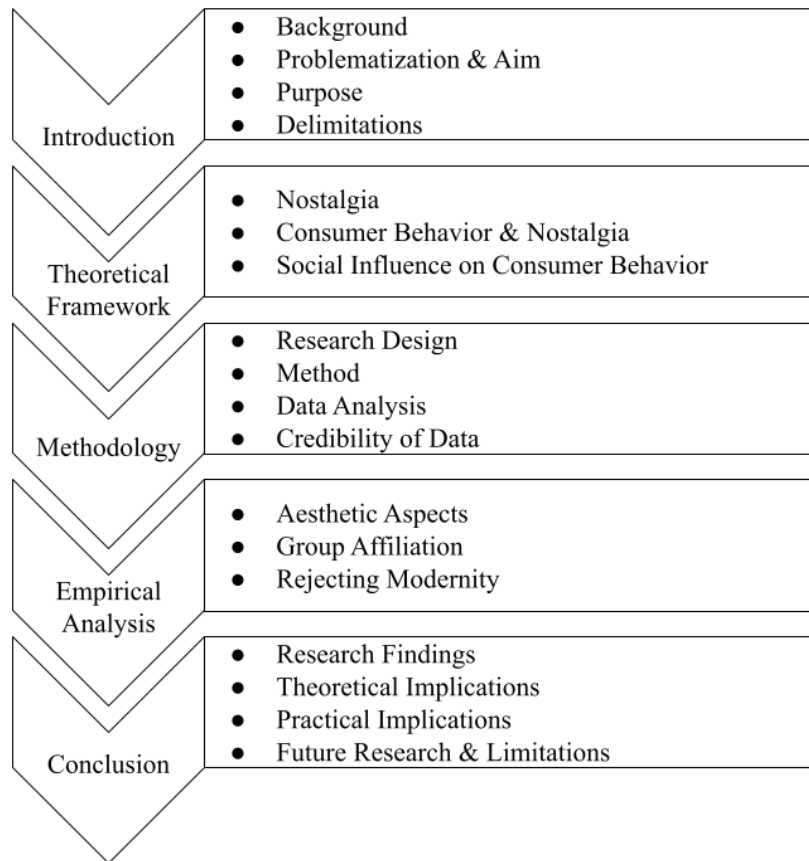 Introduction
● Background
● Problematization & Aim
● Purpose
● Delimitations
Theoretical
Framework
● Nostalgia
● Consumer Behavior & Nostalgia
● Social Influence on Consumer Behavior
Methodology
● Research Design
● Method
● Data Analysis
● Credibility of Data
Empirical
Analysis
● Aesthetic Aspects
● Group Affiliation
● Rejecting Modernity
Conclusion
● Research Findings
● Theoretical Implications
● Practical Implications
● Future Research & Limitations